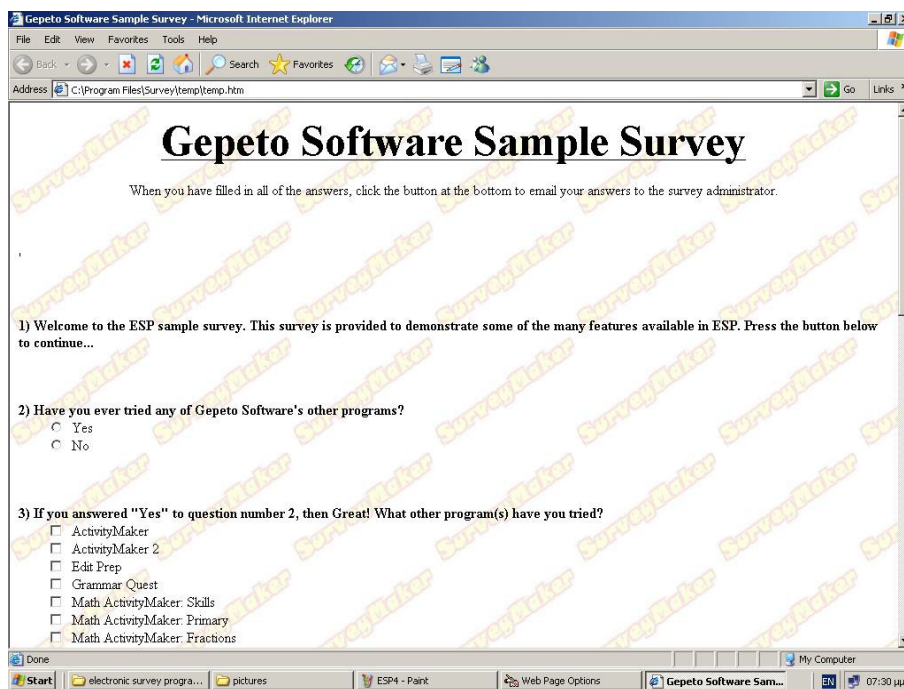 Gepeto Software Sample Survey - Microsoft Internet Explorer
File Edit View Favorites Tools Help
Back Search Favorites
Address C:\Program Files\Survey\temp\temp.htm Go Links
Gepeto Software Sample Survey
When you have filled in all of the answers, click the button at the bottom to email your answers to the survey administrator.
1) Welcome to the ESP sample survey. This survey is provided to demonstrate some of the many features available in ESP. Press the button below
to continue...
2) Have you ever tried any of Gepeto Software's other programs?
Yes
No
3) If you answered "Yes" to question number 2, then Great! What other program(s) have you tried?
ActivityMaker
ActivityMaker 2
Edit Prep
Grammar Quest
Math ActivityMaker: Skills
Math ActivityMaker: Primary
Math ActivityMaker: Fractions
SurveyMaker
Done My Computer
Start electronic survey progra... pictures ESP4 - Paint Web Page Options Gepeto Software Sam... EN 07:30 μμ